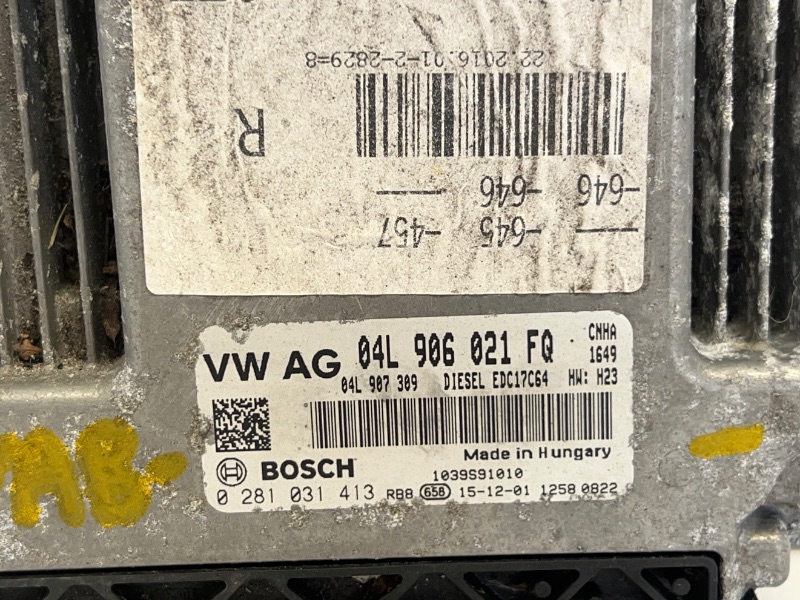 22.2016.01-2-2829=8
R
-646 -646 ----
---- -645 -457
VW AG 04L 906 021 FQ CNHA
1649
04L 907 309 DIESEL EDC17C64 HW: H23
Made in Hungary
BOSCH 1039S91010
0 281 031 413 RB8 658 15-12-01 1258 0822
AB-